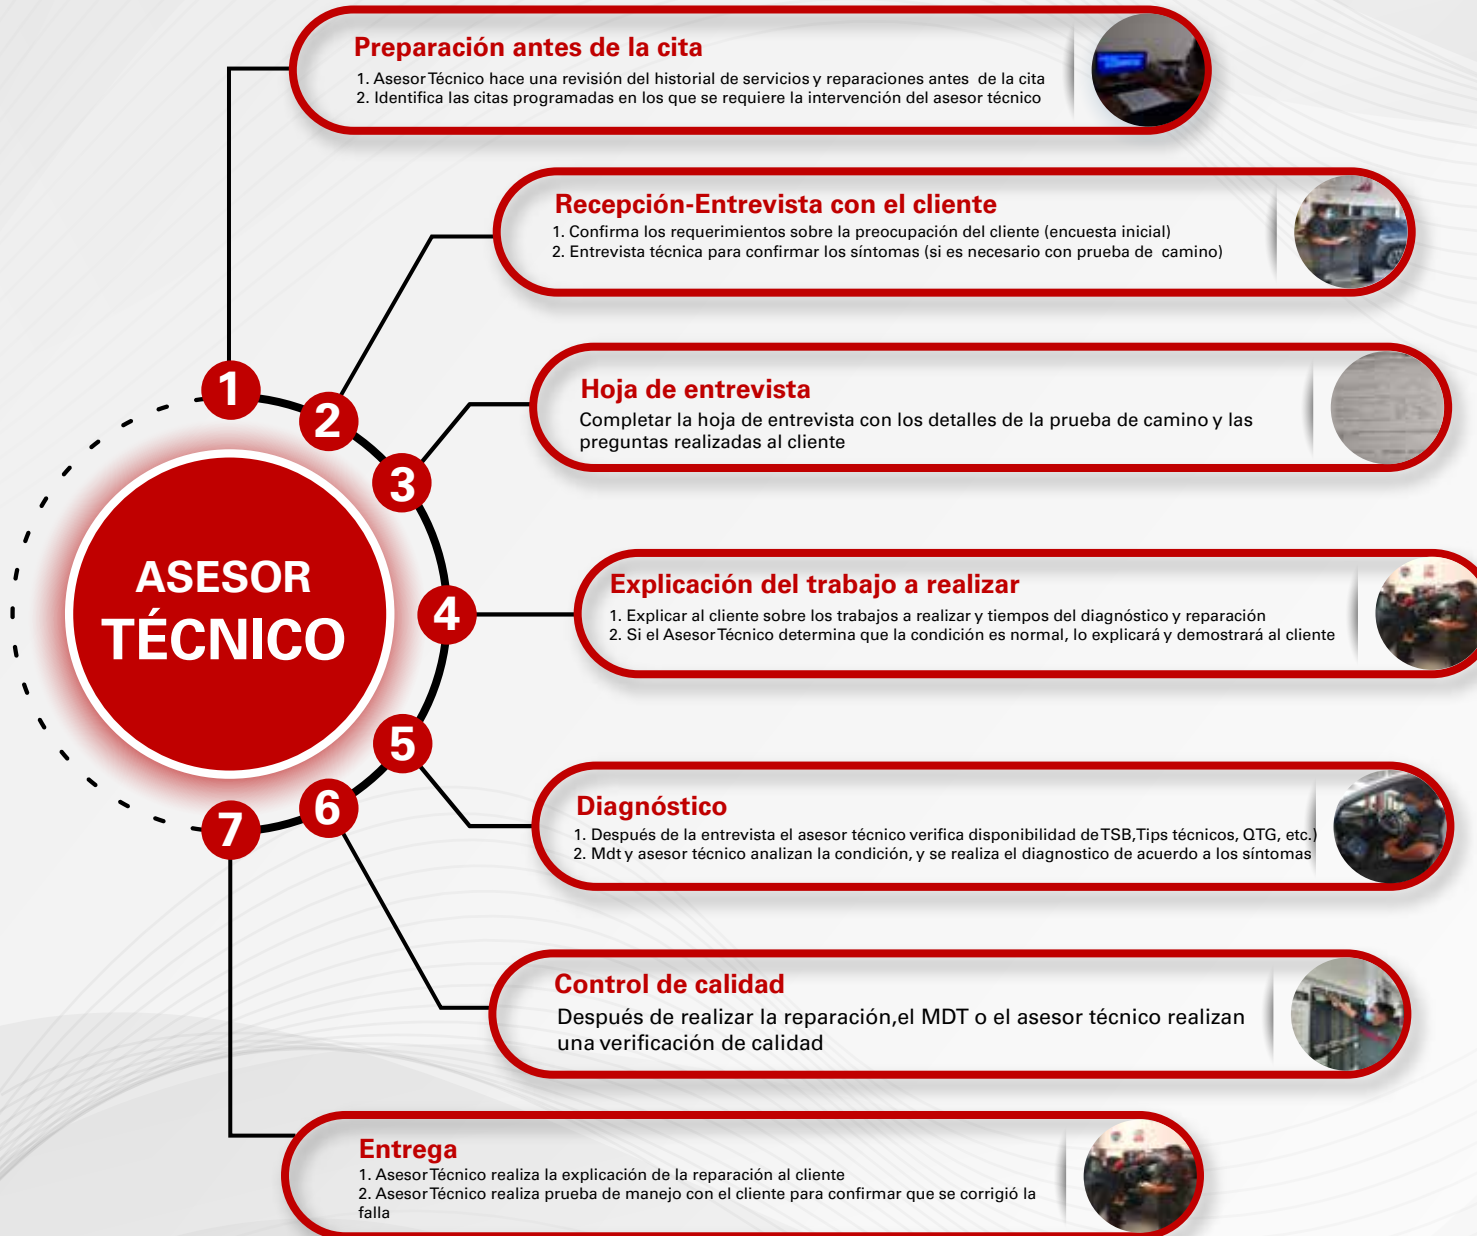 Preparación antes de la cita
1. Asesor Técnico hace una revisión del historial de servicios y reparaciones antes de la cita
2. Identifica las citas programadas en los que se requiere la intervención del asesor técnico
Recepción-Entrevista con el cliente
1. Confirma los requerimientos sobre la preocupación del cliente (encuesta inicial)
2. Entrevista técnica para confirmar los síntomas (si es necesario con prueba de camino)
Hoja de entrevista
Completar la hoja de entrevista con los detalles de la prueba de camino y las
preguntas realizadas al cliente
Explicación del trabajo a realizar
1. Explicar al cliente sobre los trabajos a realizar y tiempos del diagnóstico y reparación
2. Si el Asesor Técnico determina que la condición es normal, lo explicará y demostrará al cliente
Diagnóstico
1. Después de la entrevista el asesor técnico verifica disponibilidad de TSB,Tips técnicos, QTG, etc.)
2. Mdt y asesor técnico analizan la condición, y se realiza el diagnostico de acuerdo a los síntomas
Control de calidad
Después de realizar la reparación,el MDT o el asesor técnico realizan
una verificación de calidad
Entrega
1. Asesor Técnico realiza la explicación de la reparación al cliente
2. Asesor Técnico realiza prueba de manejo con el cliente para confirmar que se corrigió la
falla
1
2
3
4
5
6
7
ASESOR
TÉCNICO